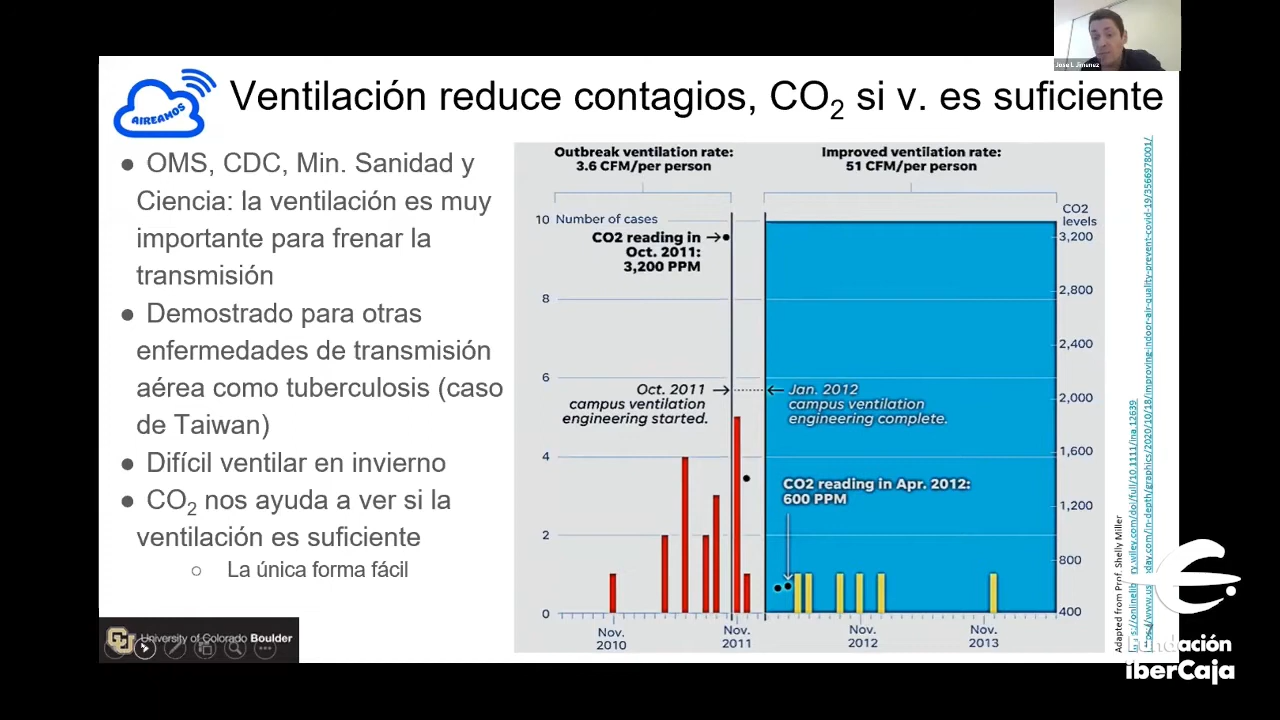 Jose L Jimenez
AIREAMOS
Ventilación reduce contagios, CO2 si v. es suficiente
● OMS, CDC, Min. Sanidad y
Ciencia: la ventilación es muy
importante para frenar la
transmisión
● Demostrado para otras
enfermedades de transmisión
aérea como tuberculosis (caso
de Taiwan)
● Difícil ventilar en invierno
● CO2 nos ayuda a ver si la
ventilación es suficiente
○ La única forma fácil
Outbreak ventilation rate:
3.6 CFM/per person
Improved ventilation rate:
51 CFM/per person
10 Number of cases
8
6
4
2
0
CO2 reading in
Oct. 2011:
3,200 PPM
Oct. 2011
campus ventilation
engineering started.
Jan. 2012
campus ventilation
engineering complete.
CO2 reading in Apr. 2012:
600 PPM
CO2
levels
3,200
2,800
2,400
2,000
1,600
1,200
800
400
Nov.
2010
Nov.
2011
Nov.
2012
Nov.
2013
Adapted from Prof. Shelly Miller
University of Colorado Boulder
Fundación
iberCaja